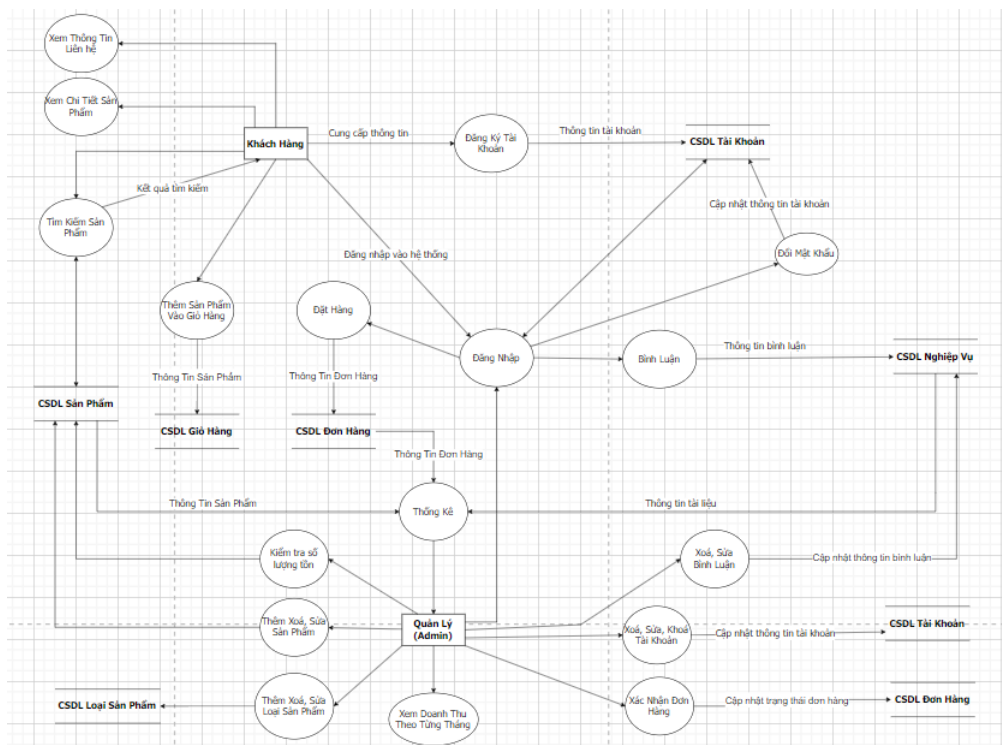 Xem Thông Tin
Liên hệ
Xem Chi Tiết Sản
Phẩm
Khách Hàng
Cung cấp thông tin
Đăng Ký Tài
Khoản
Thông tin tài khoản
CSDL Tài Khoản
Kết quả tìm kiếm
Tìm Kiếm Sản
Phẩm
Cập nhật thông tin tài khoản
Đổi Mật Khẩu
Đăng nhập vào hệ thống
Thêm Sản Phẩm
Vào Giỏ Hàng
Đặt Hàng
Đăng Nhập
Bình Luận
Thông tin bình luận
CSDL Nghiệp Vụ
Thông Tin Sản Phẩm
Thông Tin Đơn Hàng
CSDL Sản Phẩm
CSDL Giỏ Hàng
CSDL Đơn Hàng
Thông Tin Đơn Hàng
Thông Tin Sản Phẩm
Thống Kê
Thông tin tài liệu
Kiểm tra số
lượng tồn
Xoá, Sửa
Bình Luận
Cập nhật thông tin bình luận
Thêm Xoá, Sửa
Sản Phẩm
Quản Lý
(Admin)
Xoá, Sửa, Khoá
Tài Khoản
Cập nhật thông tin tài khoản
CSDL Tài Khoản
CSDL Loại Sản Phẩm
Thêm Xoá, Sửa
Loại Sản Phẩm
Xem Doanh Thu
Theo Từng Tháng
Xác Nhận Đơn
Hàng
Cập nhật trạng thái đơn hàng
CSDL Đơn Hàng